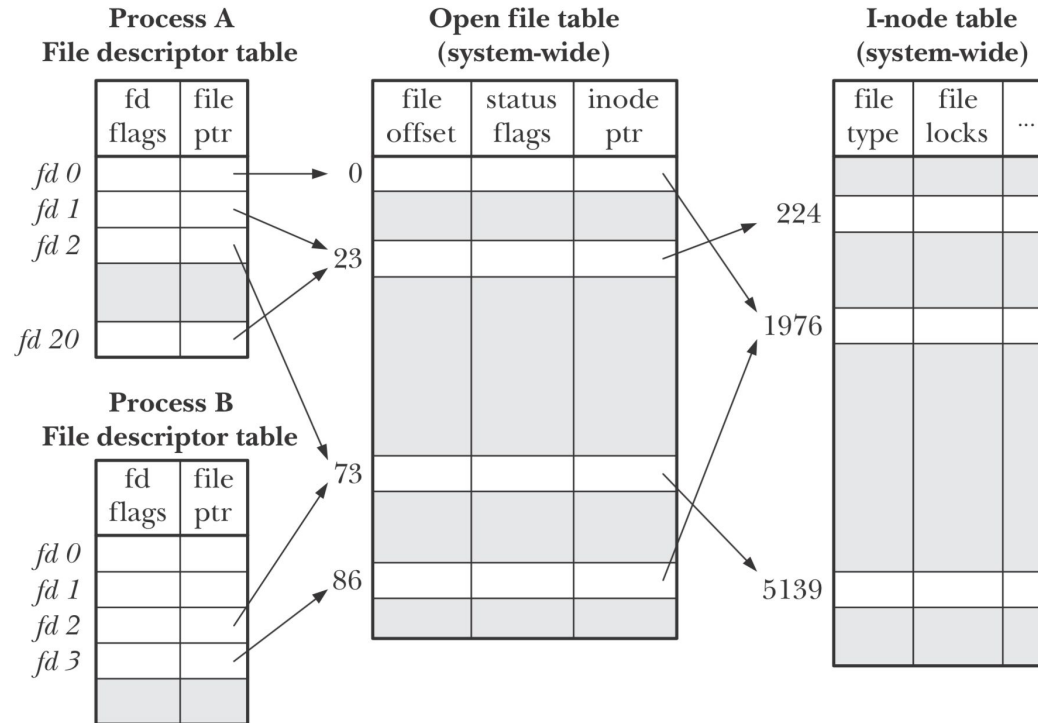 Process A
File descriptor table
fd flags
file ptr
fd 0
fd 1
fd 2
fd 20
Process B
File descriptor table
fd flags
file ptr
fd 0
fd 1
fd 2
fd 3
Open file table
(system-wide)
file offset
status flags
inode ptr
0
23
73
86
I-node table
(system-wide)
file type
file locks
...
224
1976
5139